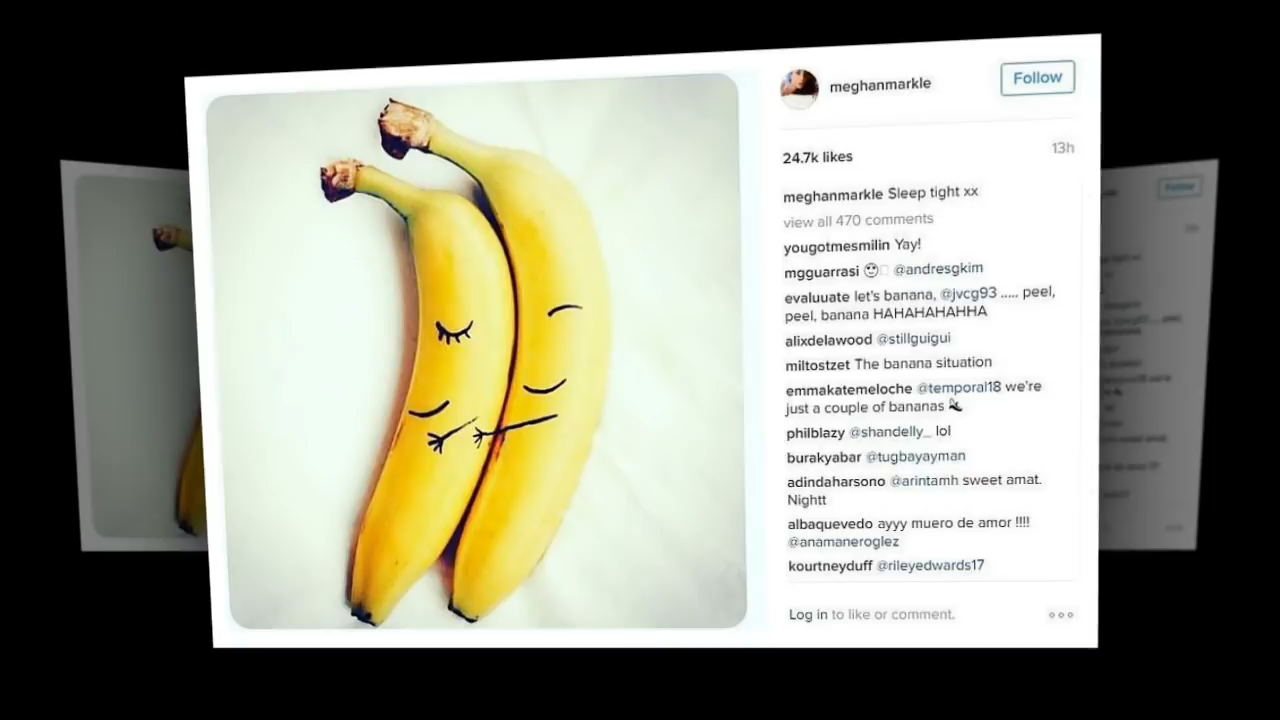 meghanmarkle
Follow
24.7k likes
13h
meghanmarkle Sleep tight xx
view all 470 comments
yougotmesmilin Yay!
mgguarrasi @andresgkim
evaluuate let's banana, @jvcg93 ..... peel,
peel, banana HAHAHAHAHHA
alixdelawood @stillguigui
miltostzet The banana situation
emmakatemeloche @temporal18 we're
just a couple of bananas
philblazy @shandelly_ lol
burakyabar @tugbayayman
adindaharsono @arintamh sweet amat.
Nightt
albaquevedo ayyy muero de amor !!!!
@anamaneroglez
kourtneyduff @rileyedwards17
Log in to like or comment.
Follow